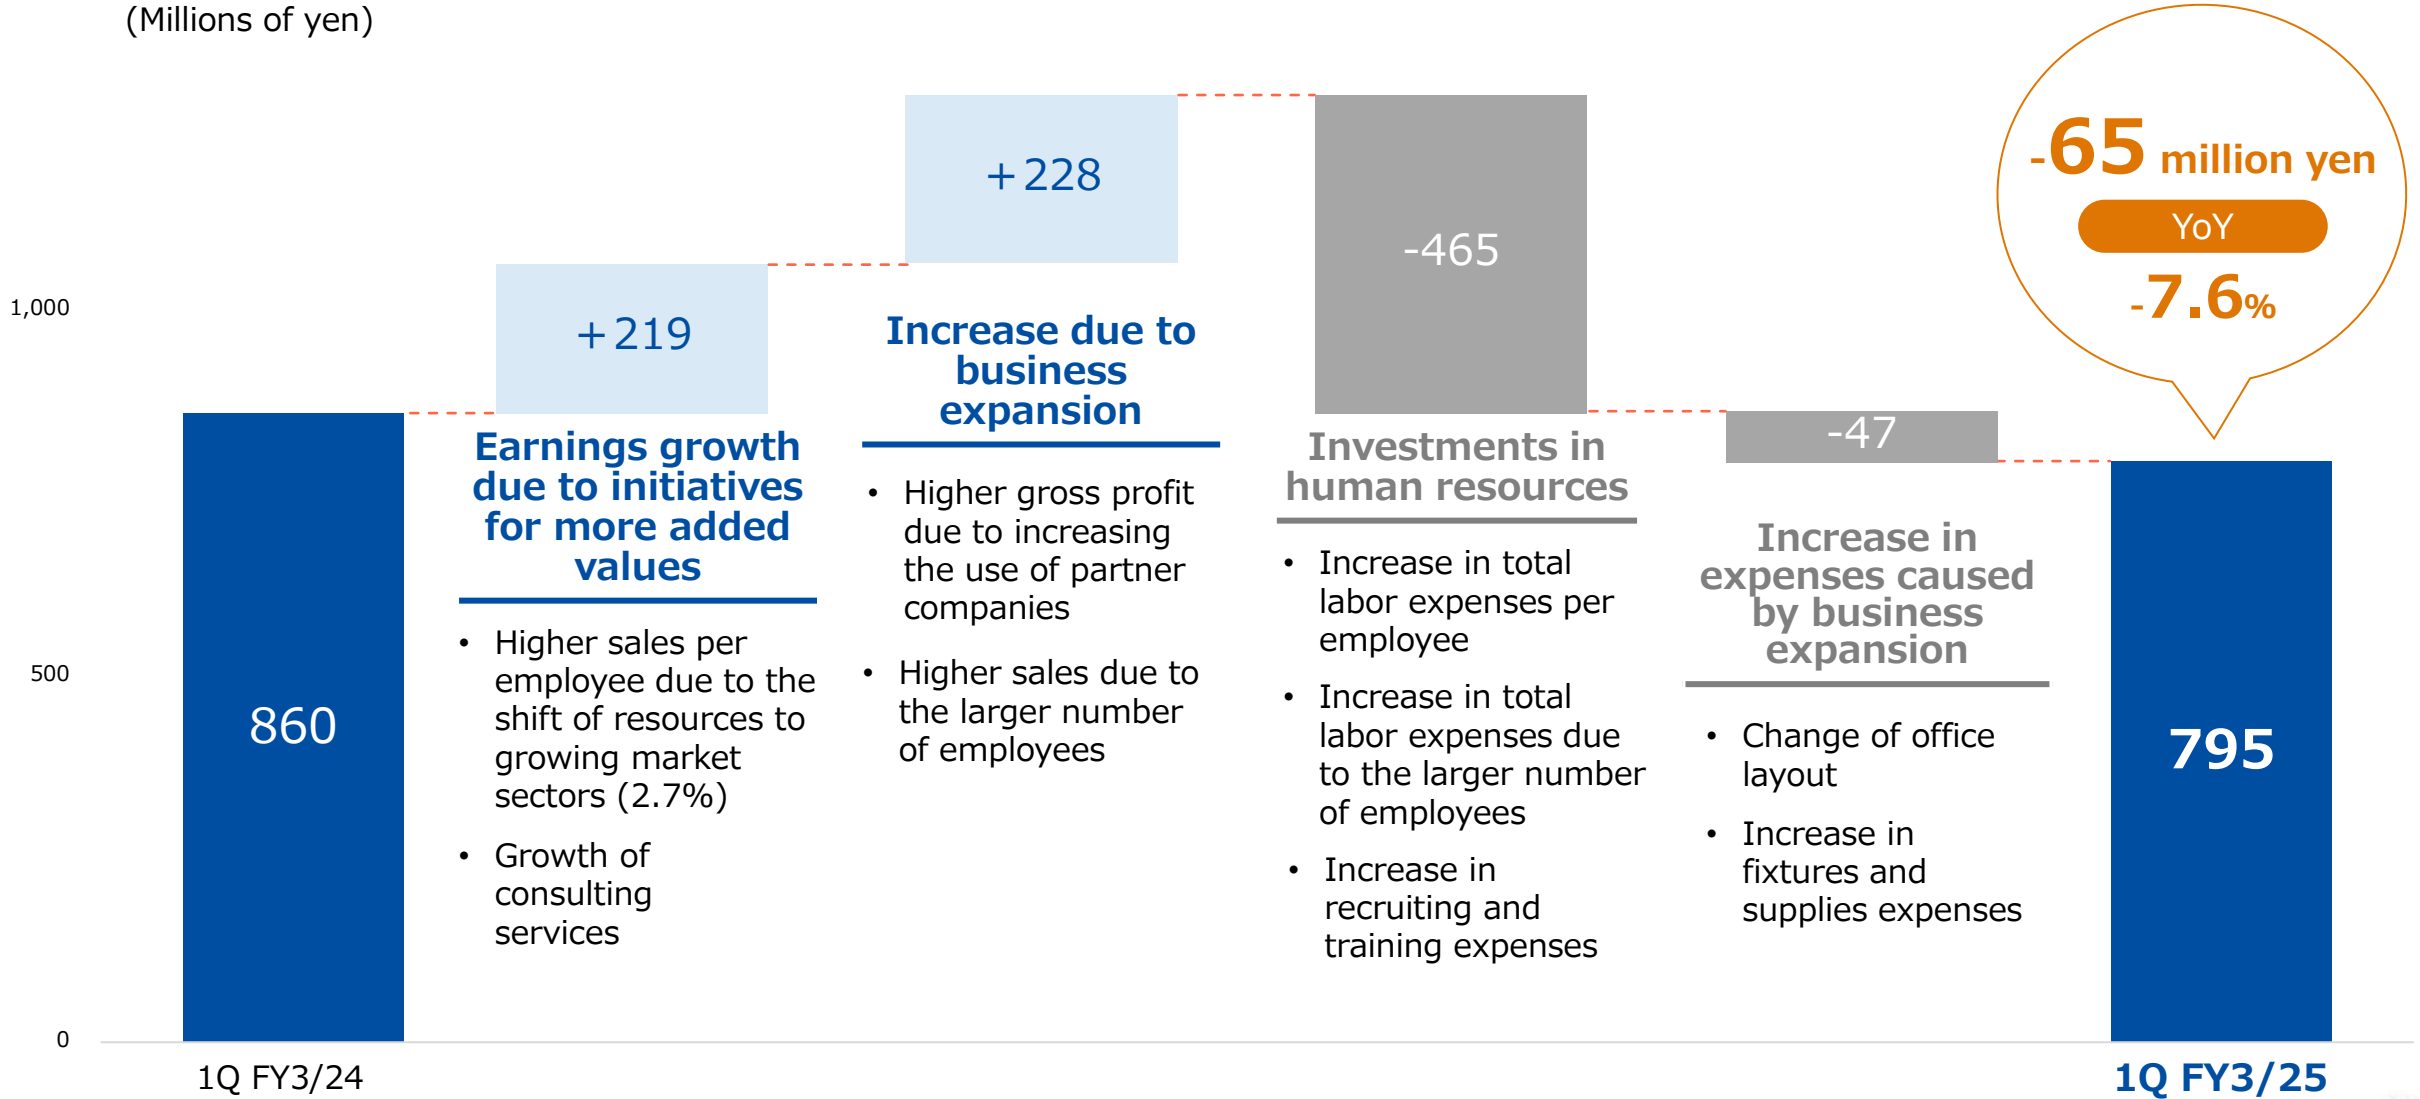 (Millions of yen)
1,000
500
0
860
1Q FY3/24
+219
Earnings growth
due to initiatives
for more added
values
• Higher sales per
employee due to the
shift of resources to
growing market
sectors (2.7%)
• Growth of
consulting
services
+228
Increase due to
business
expansion
• Higher gross profit
due to increasing
the use of partner
companies
• Higher sales due to
the larger number
of employees
-465
Investments in
human resources
• Increase in total
labor expenses per
employee
• Increase in total
labor expenses due
to the larger number
of employees
• Increase in
recruiting and
training expenses
-47
Increase in
expenses caused
by business
expansion
• Change of office
layout
• Increase in
fixtures and
supplies expenses
-65 million yen
YoY
-7.6%
795
1Q FY3/25